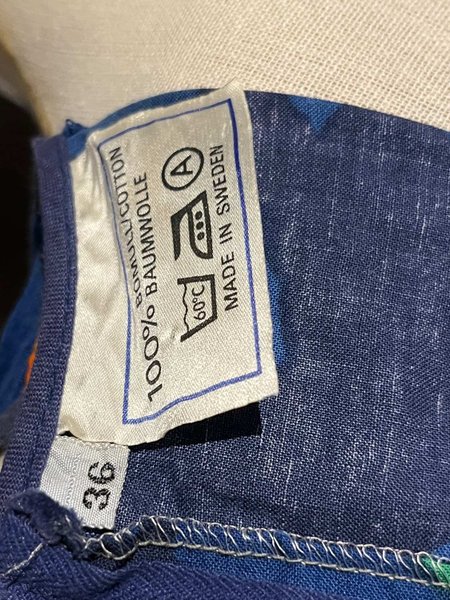 BOMULL/COTTON
100% BAUMWOLLE
60°C A
MADE IN SWEDEN
36